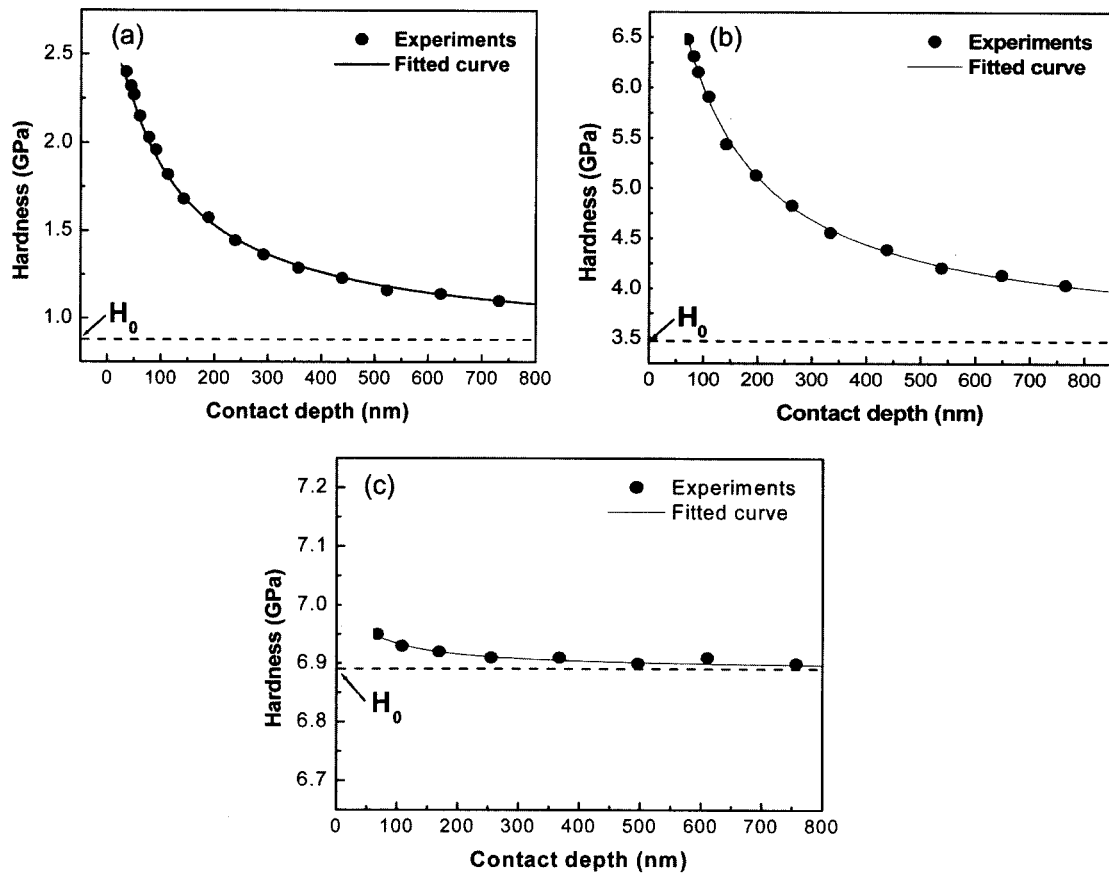 (a)
Experiments
Fitted curve
2.5
2.0
1.5
1.0
Hardness (GPa)
H0
0 100 200 300 400 500 600 700 800
Contact depth (nm)
(b)
Experiments
Fitted curve
6.5
6.0
5.5
5.0
4.5
4.0
3.5
Hardness (GPa)
H0
0 100 200 300 400 500 600 700 800
Contact depth (nm)
(c)
Experiments
Fitted curve
7.2
7.1
7.0
6.9
6.8
6.7
Hardness (GPa)
H0
0 100 200 300 400 500 600 700 800
Contact depth (nm)